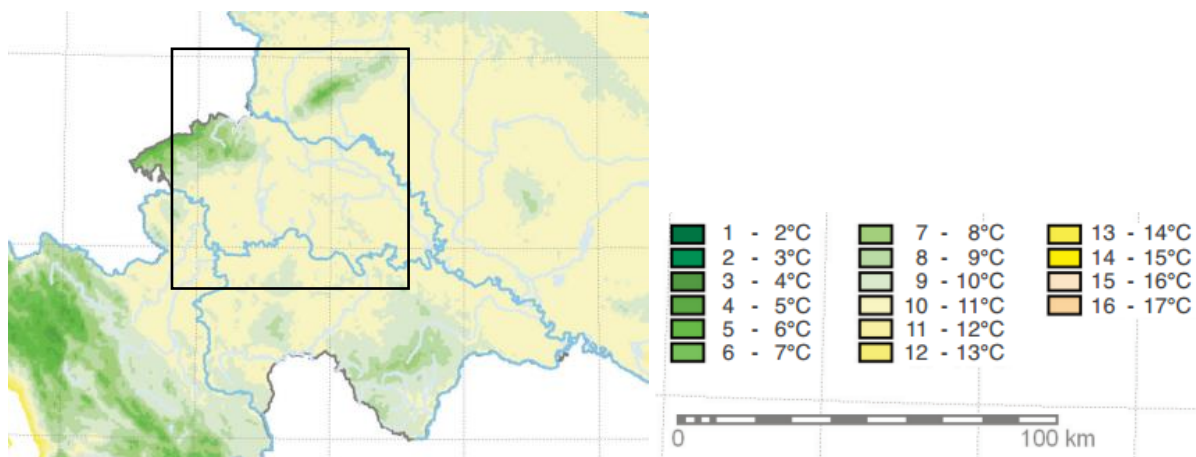 1 - 2°C 7 - 8°C 13 - 14°C
2 - 3°C 8 - 9°C 14 - 15°C
3 - 4°C 9 - 10°C 15 - 16°C
4 - 5°C 10 - 11°C 16 - 17°C
5 - 6°C 11 - 12°C
6 - 7°C 12 - 13°C
0 100 km